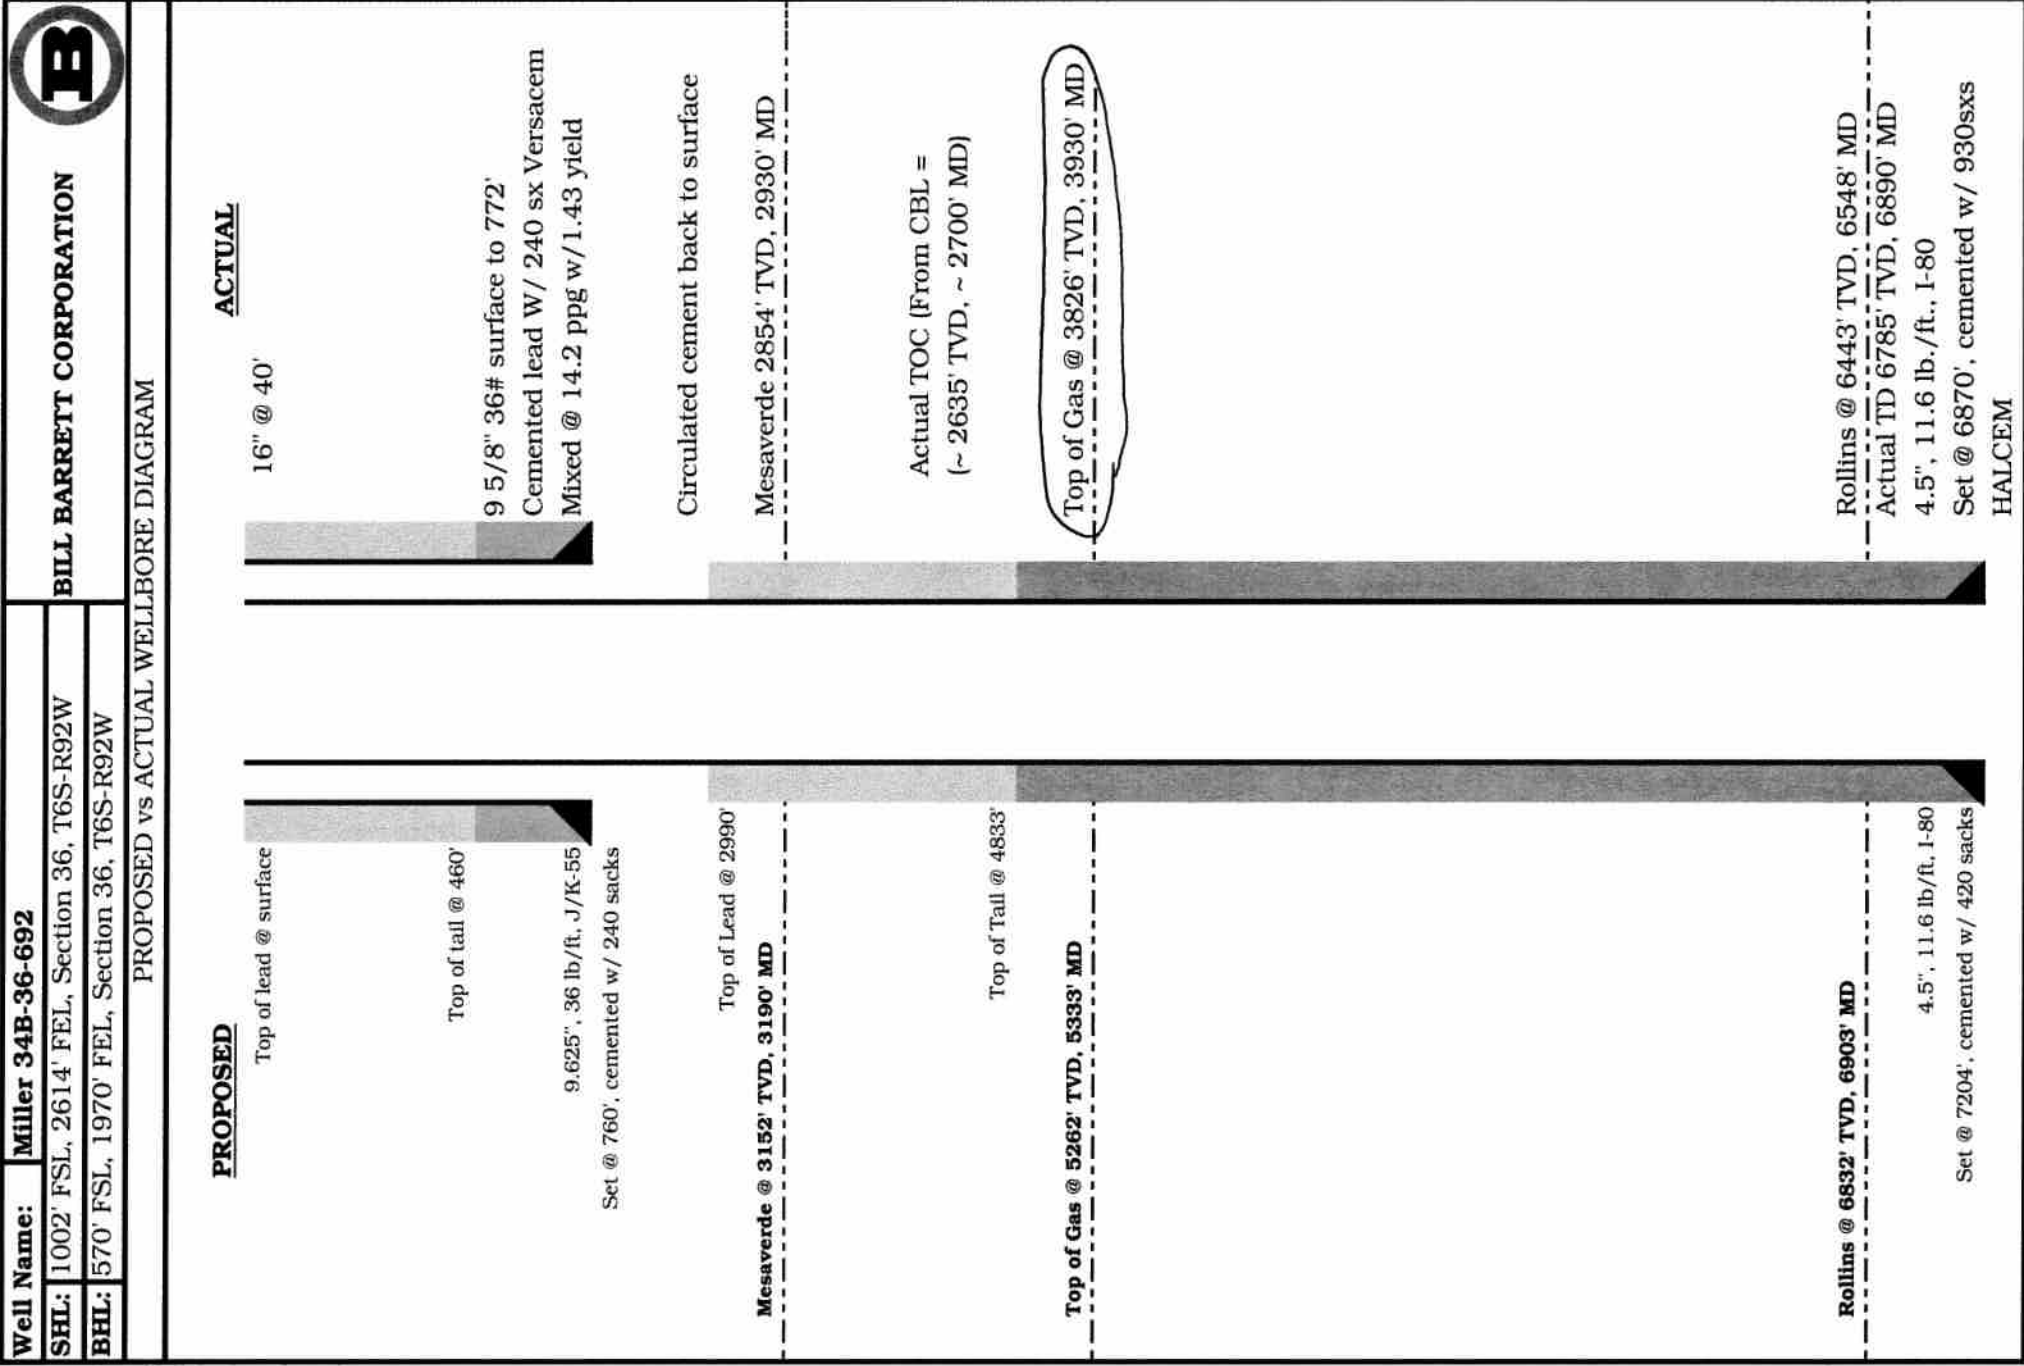 Well Name: Miller 34B-36-692
BILL BARRETT CORPORATION
B
SHL: 1002' FSL, 2614' FEL, Section 36, T6S-R92W
BHL: 570' FSL, 1970' FEL, Section 36, T6S-R92W
PROPOSED vs ACTUAL WELLBORE DIAGRAM
PROPOSED
Top of lead @ surface
Top of tail @ 460'
9.625", 36 lb/ft, J/K-55
Set @ 760', cemented w/ 240 sacks
Top of Lead @ 2990'
Mesaverde @ 3152' TVD, 3190' MD
Top of Tail @ 4833'
Top of Gas @ 5262' TVD, 5333' MD
Rollins @ 6832' TVD, 6903' MD
4.5", 11.6 lb/ft, I-80
Set @ 7204', cemented w/ 420 sacks
ACTUAL
16" @ 40'
9 5/8" 36# surface to 772'
Cemented lead W/ 240 sx Versacem
Mixed @ 14.2 ppg w/1.43 yield
Circulated cement back to surface
Mesaverde 2854' TVD, 2930' MD
Actual TOC (From CBL =
(~ 2635' TVD, ~ 2700' MD)
Top of Gas @ 3826' TVD, 3930' MD
Rollins @ 6443' TVD, 6548' MD
Actual TD 6785' TVD, 6890' MD
4.5", 11.6 lb./ft., I-80
Set @ 6870', cemented w/ 930sxs
HALCEM